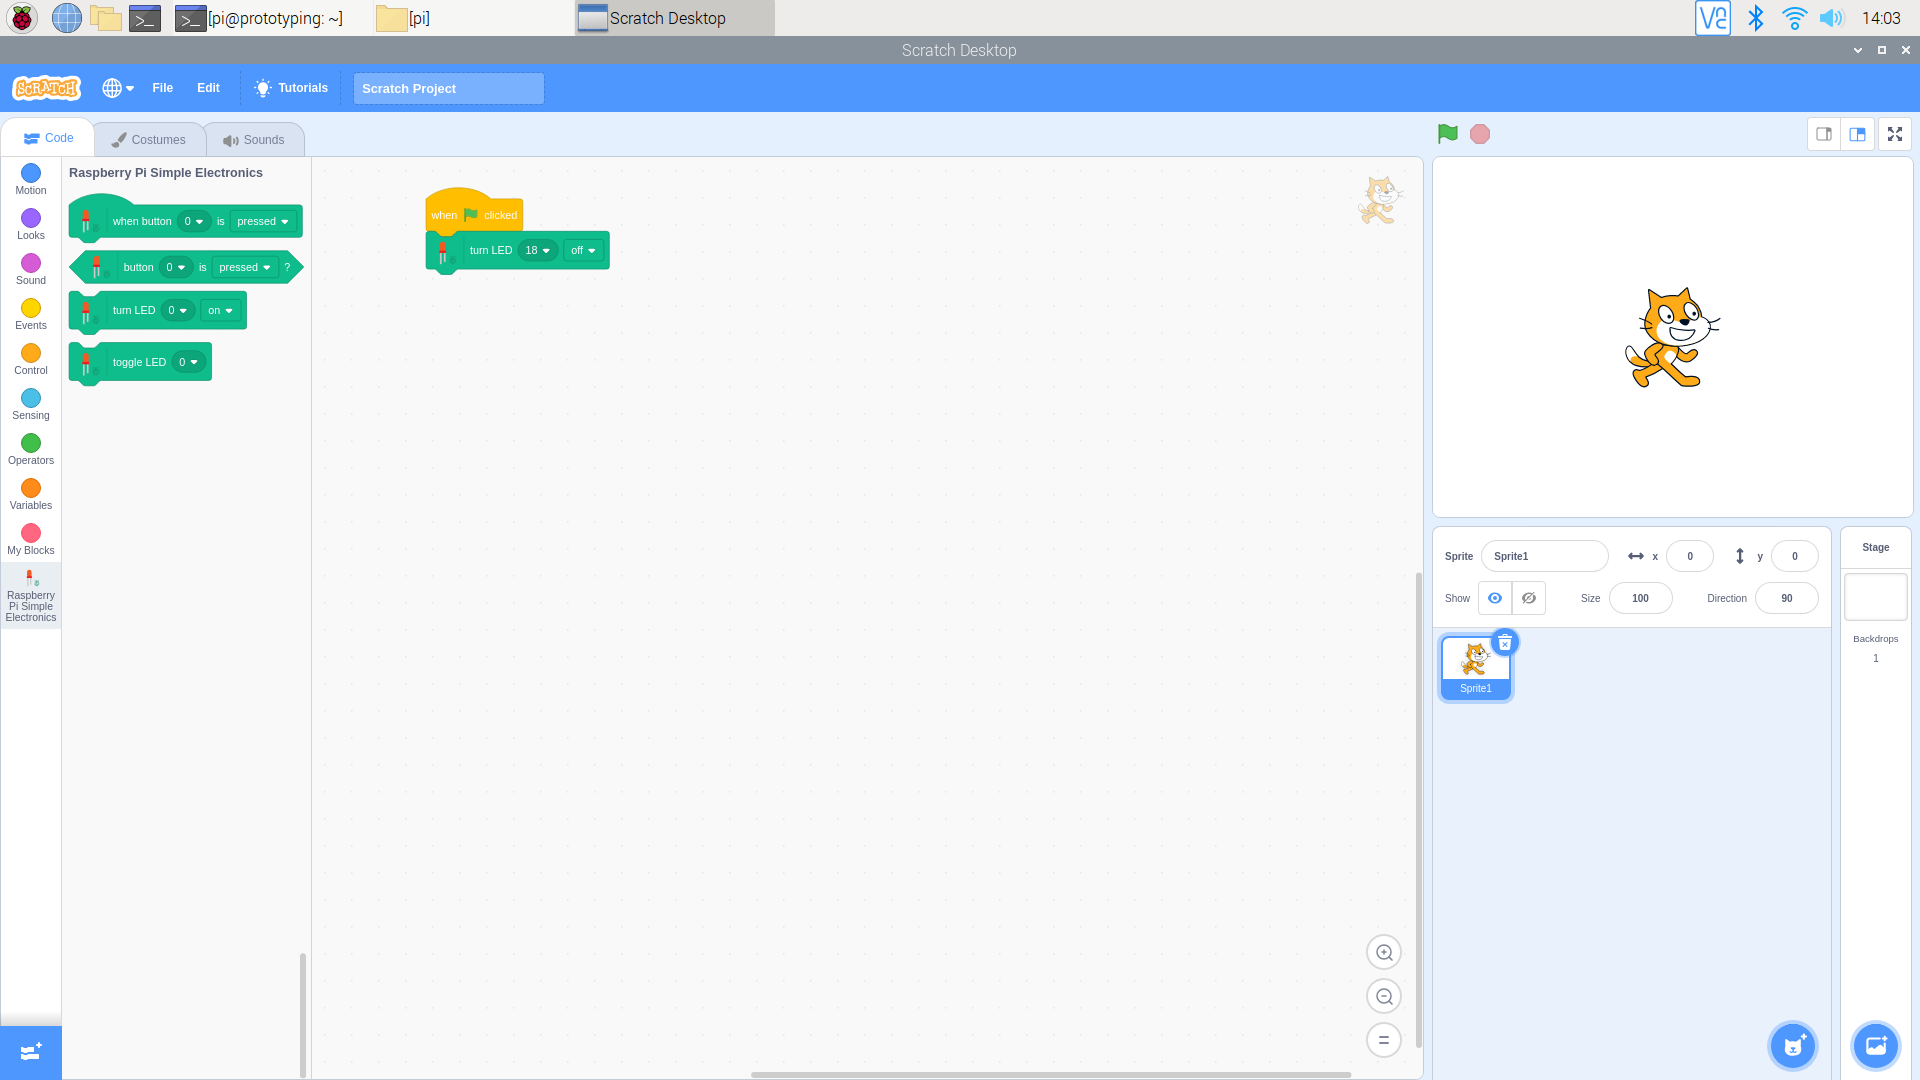 [pi@prototyping: ~]
[pi]
Scratch Desktop
14:03
Scratch Desktop
SCRATCH
File
Edit
Tutorials
Scratch Project
Code
Costumes
Sounds
Motion
Looks
Sound
Events
Control
Sensing
Operators
Variables
My Blocks
Raspberry
Pi Simple
Electronics
Raspberry Pi Simple Electronics
when button 0 is pressed
button 0 is pressed ?
turn LED 0 on
toggle LED 0
when clicked
turn LED 18 off
Sprite Sprite1 x 0 y 0
Show Size 100 Direction 90
Sprite1
Stage
Backdrops
1